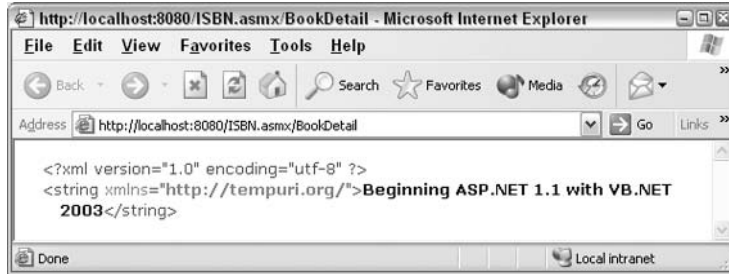 http://localhost:8080/ISBN.asmx/BookDetail - Microsoft Internet Explorer
File Edit View Favorites Tools Help
Back Search Favorites Media »
Address http://localhost:8080/ISBN.asmx/BookDetail Go Links »
<?xml version="1.0" encoding="utf-8" ?>
<string xmlns="http://tempuri.org/">Beginning ASP.NET 1.1 with VB.NET
2003</string>
Done Local intranet